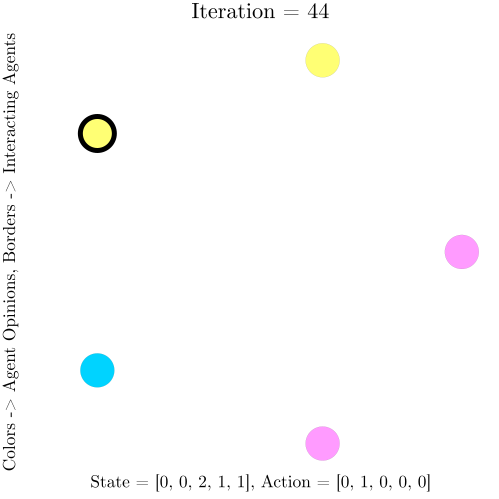 Iteration = 44
Colors -> Agent Opinions, Borders -> Interacting Agents
State = [0, 0, 2, 1, 1], Action = [0, 1, 0, 0, 0]